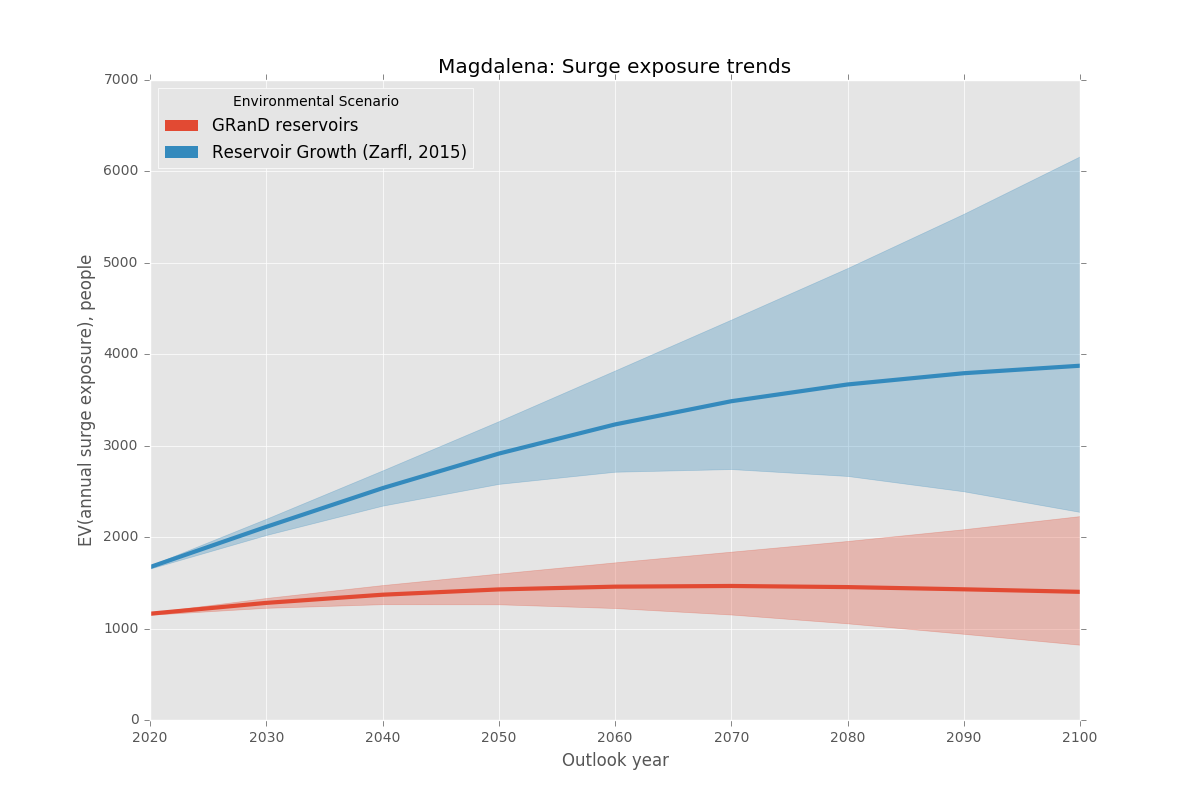 Magdalena: Surge exposure trends
Environmental Scenario
GRanD reservoirs
Reservoir Growth (Zarfl, 2015)
EV(annual surge exposure), people
7000
6000
5000
4000
3000
2000
1000
0
2020 2030 2040 2050 2060 2070 2080 2090 2100
Outlook year